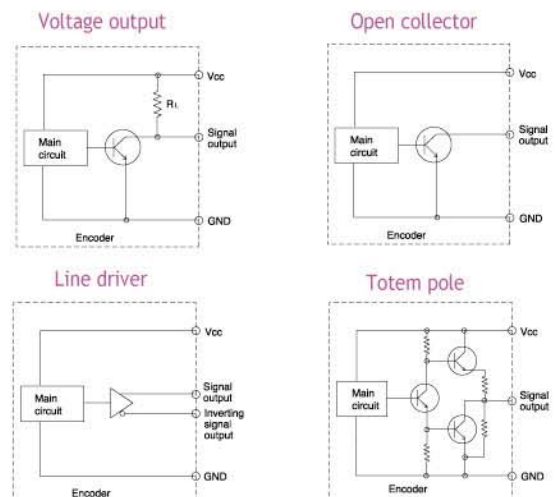 Voltage output
Vcc
RL
Main
circuit
Signal
output
GND
Encoder
Open collector
Vcc
Main
circuit
Signal
output
GND
Encoder
Line driver
Vcc
Main
circuit
Signal
output
Inverting
signal
output
GND
Encoder
Totem pole
Vcc
Main
circuit
Signal
output
GND
Encoder